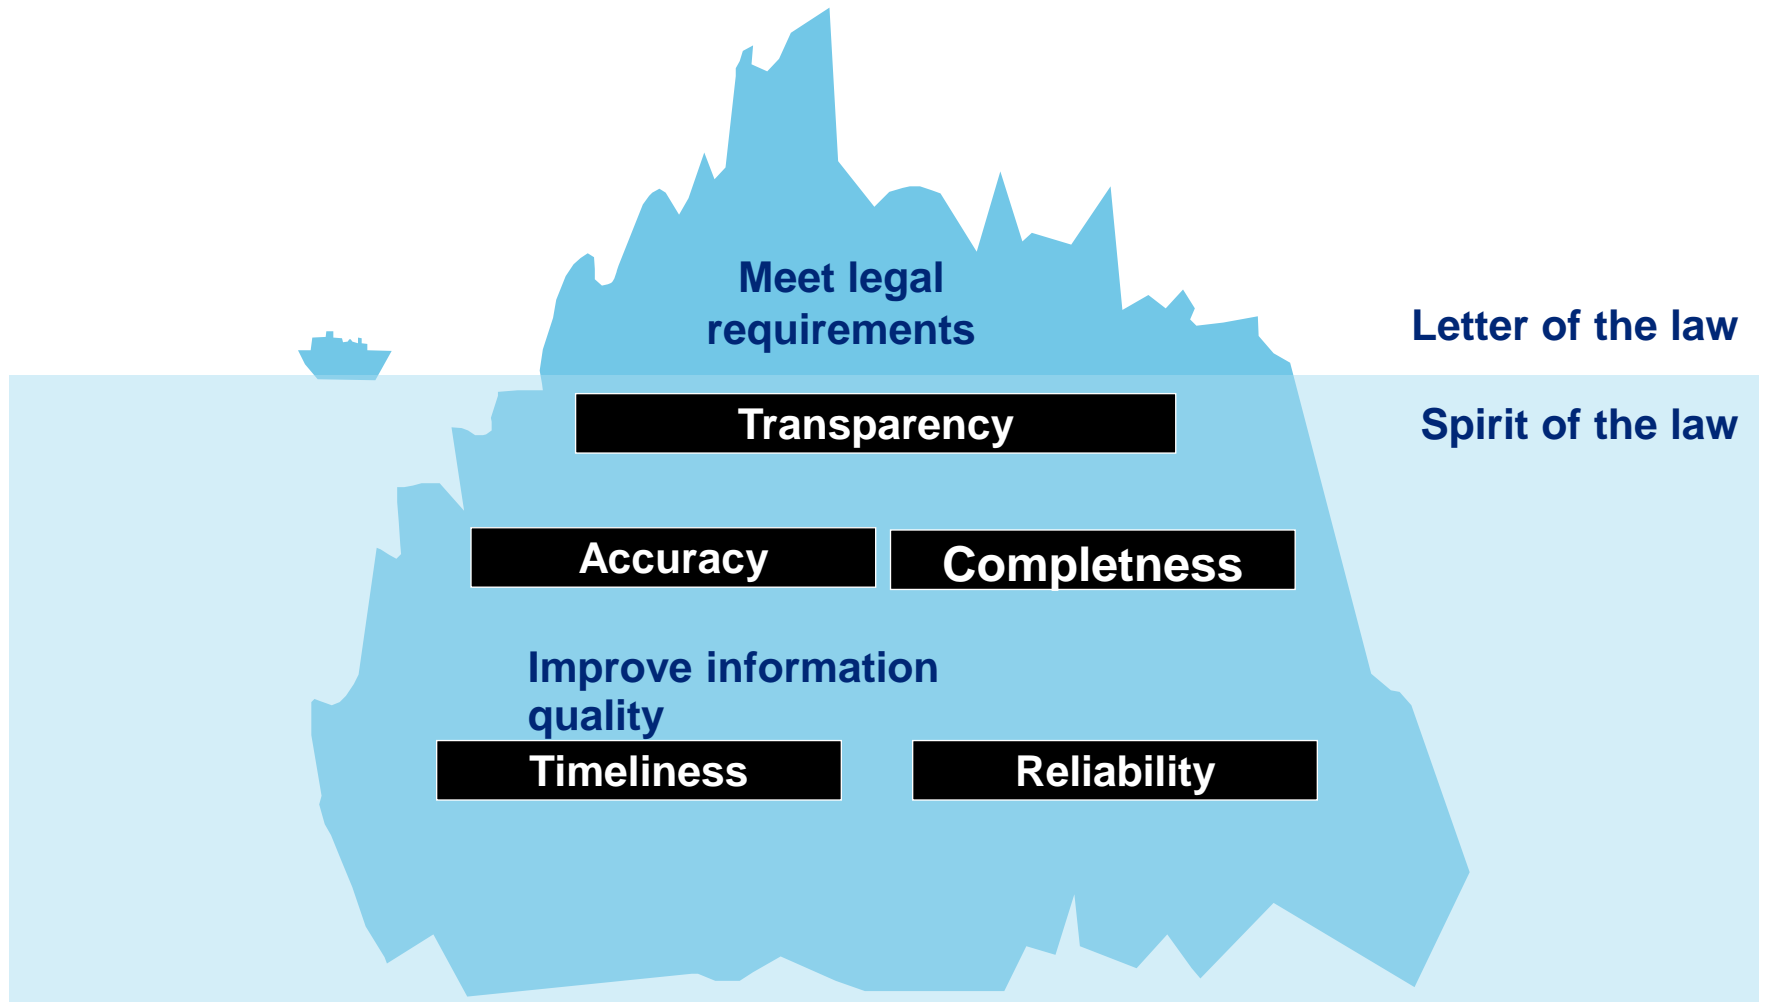 Meet legal
requirements
Letter of the law
Spirit of the law
Transparency
Accuracy
Completness
Improve information
quality
Timeliness
Reliability